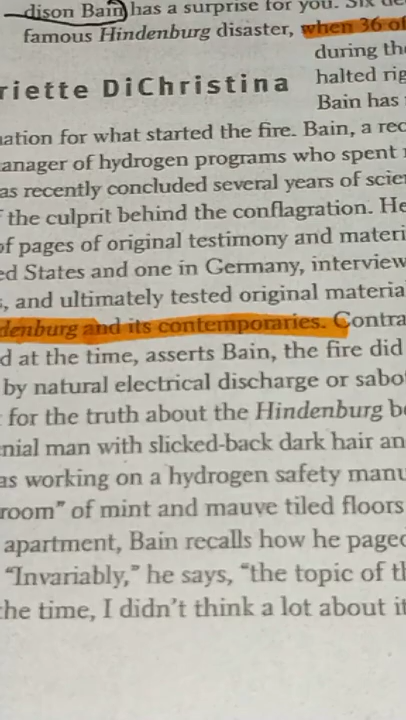 dison Bain has a surprise for you. Six de
famous Hindenburg disaster, when 36 of
during the
riette DiChristina
halted rig
Bain has
ation for what started the fire. Bain, a rec
anager of hydrogen programs who spent
as recently concluded several years of scie
the culprit behind the conflagration. He
of pages of original testimony and materi
ed States and one in Germany, interview
s, and ultimately tested original materia
denburg and its contemporaries. Contra
d at the time, asserts Bain, the fire did
by natural electrical discharge or sabo
for the truth about the Hindenburg be
nial man with slicked-back dark hair an
as working on a hydrogen safety manu
room” of mint and mauve tiled floors
apartment, Bain recalls how he paged
“Invariably,” he says, “the topic of th
the time, I didn’t think a lot about it